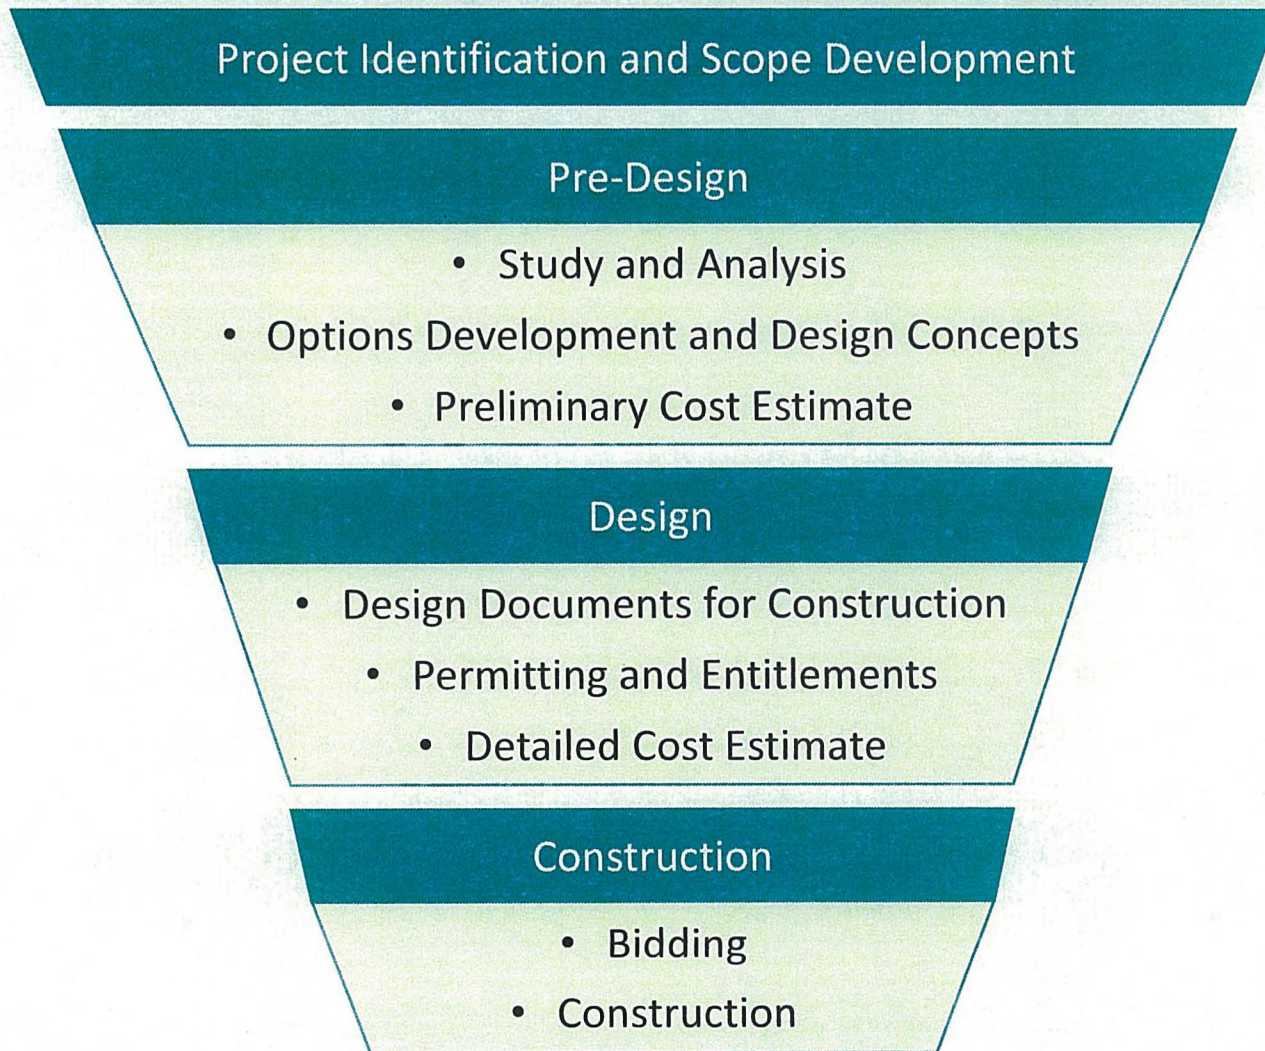 Project Identification and Scope Development
Pre-Design
• Study and Analysis
• Options Development and Design Concepts
• Preliminary Cost Estimate
Design
• Design Documents for Construction
• Permitting and Entitlements
• Detailed Cost Estimate
Construction
• Bidding
• Construction